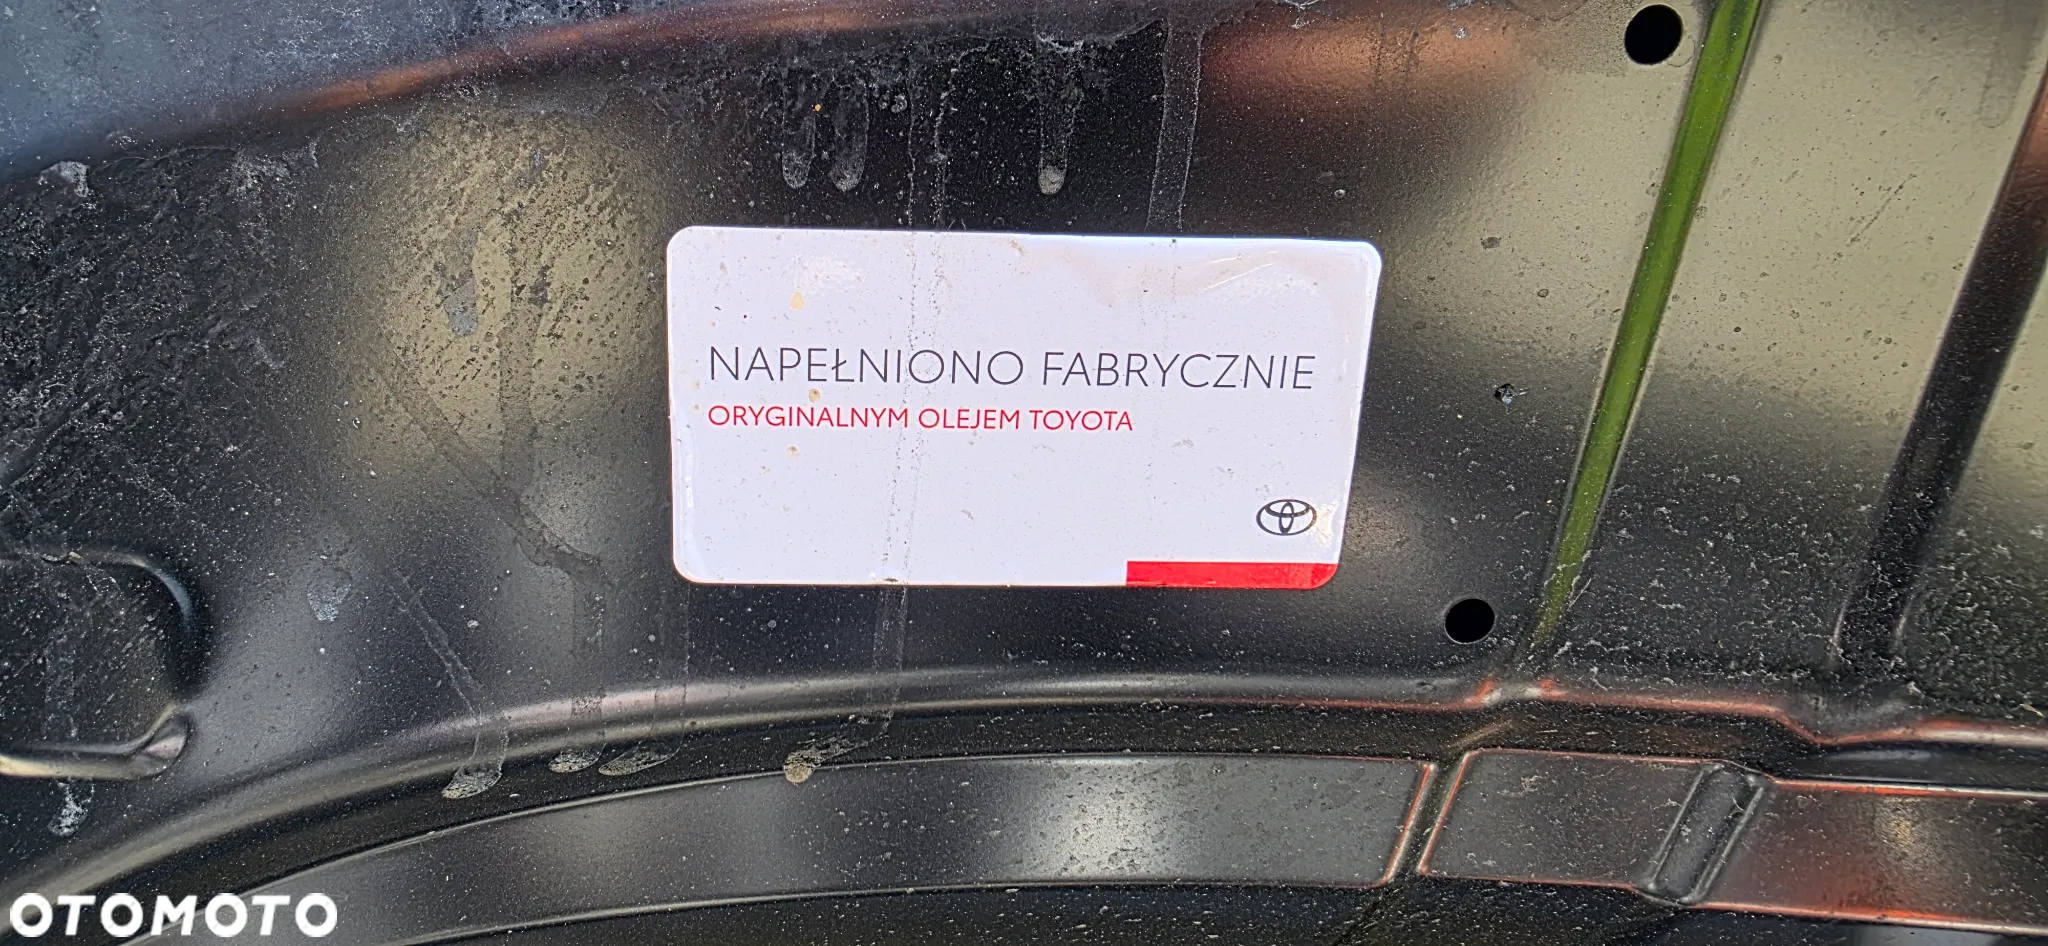 NAPEŁNIONO FABRYCZNIE
ORYGINALNYM OLEJEM TOYOTA
OTOMOTO